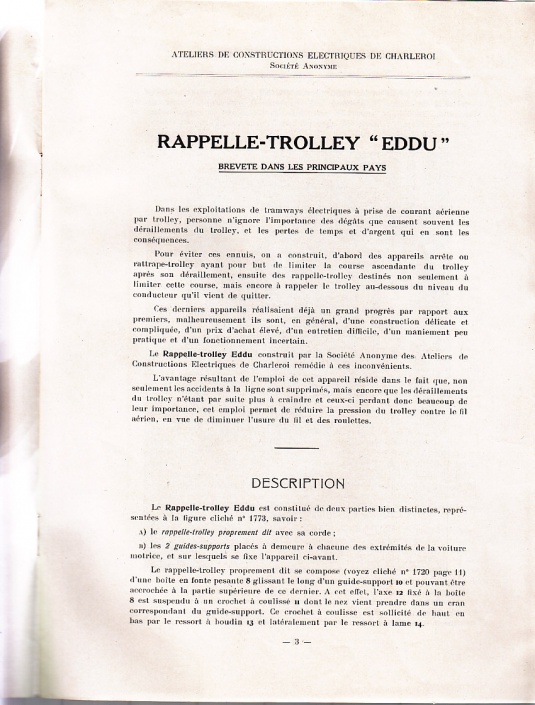 ATELIERS DE CONSTRUCTIONS ELECTRIQUES DE CHARLEROI
SOCIÉTÉ ANONYME
RAPPELLE-TROLLEY “EDDU”
BREVETE DANS LES PRINCIPAUX PAYS
Dans les exploitations de tramways électriques à prise de courant aérienne
par trolley, personne n'ignore l'importance des dégâts que causent souvent les
déraillements du trolley, et les pertes de temps et d'argent qui en sont les
conséquences.
Pour éviter ces ennuis, on a construit, d'abord des appareils arrête ou
rattrape-trolley ayant pour but de limiter la course ascendante du trolley
après son déraillement, ensuite des rappelle-trolley destinés non seulement à
limiter cette course, mais encore à rappeler le trolley au-dessous du niveau du
conducteur qu'il vient de quitter.
Ces derniers appareils réalisaient déjà un grand progrès par rapport aux
premiers, malheureusement ils sont, en général, d'une construction délicate et
compliquée, d'un prix d'achat élevé, d'un entretien difficile, d'un maniement peu
pratique et d'un fonctionnement incertain.
Le Rappelle-trolley Eddu construit par la Société Anonyme des Ateliers de
Constructions Electriques de Charleroi remédie à ces inconvénients.
L'avantage résultant de l'emploi de cet appareil réside dans le fait que, non
seulement les accidents à la ligne sont supprimés, mais encore que les déraillements
du trolley n'étant par suite plus à craindre et ceux-ci perdant donc beaucoup de
leur importance, cet emploi permet de réduire la pression du trolley contre le fil
aérien, en vue de diminuer l'usure du fil et des roulettes.
DESCRIPTION
Le Rappelle-trolley Eddu est constitué de deux parties bien distinctes, repré-
sentées à la figure cliché n° 1773, savoir :
A) le rappelle-trolley proprement dit avec sa corde ;
B) les 2 guides-supports placés à demeure à chacune des extrémités de la voiture
motrice, et sur lesquels se fixe l'appareil ci-avant.
Le rappelle-trolley proprement dit se compose (voyez cliché n° 1720 page 11)
d'une boîte en fonte pesante 8 glissant le long d'un guide-support 10 et pouvant être
accrochée à la partie supérieure de ce dernier. A cet effet, l'axe 12 fixé à la boîte
8 est suspendu à un crochet à coulisse 11 dont le nez vient prendre dans un cran
correspondant du guide-support. Ce crochet à coulisse est sollicité de haut en
bas par le ressort à boudin 13 et latéralement par le ressort à lame 14.
— 3 —